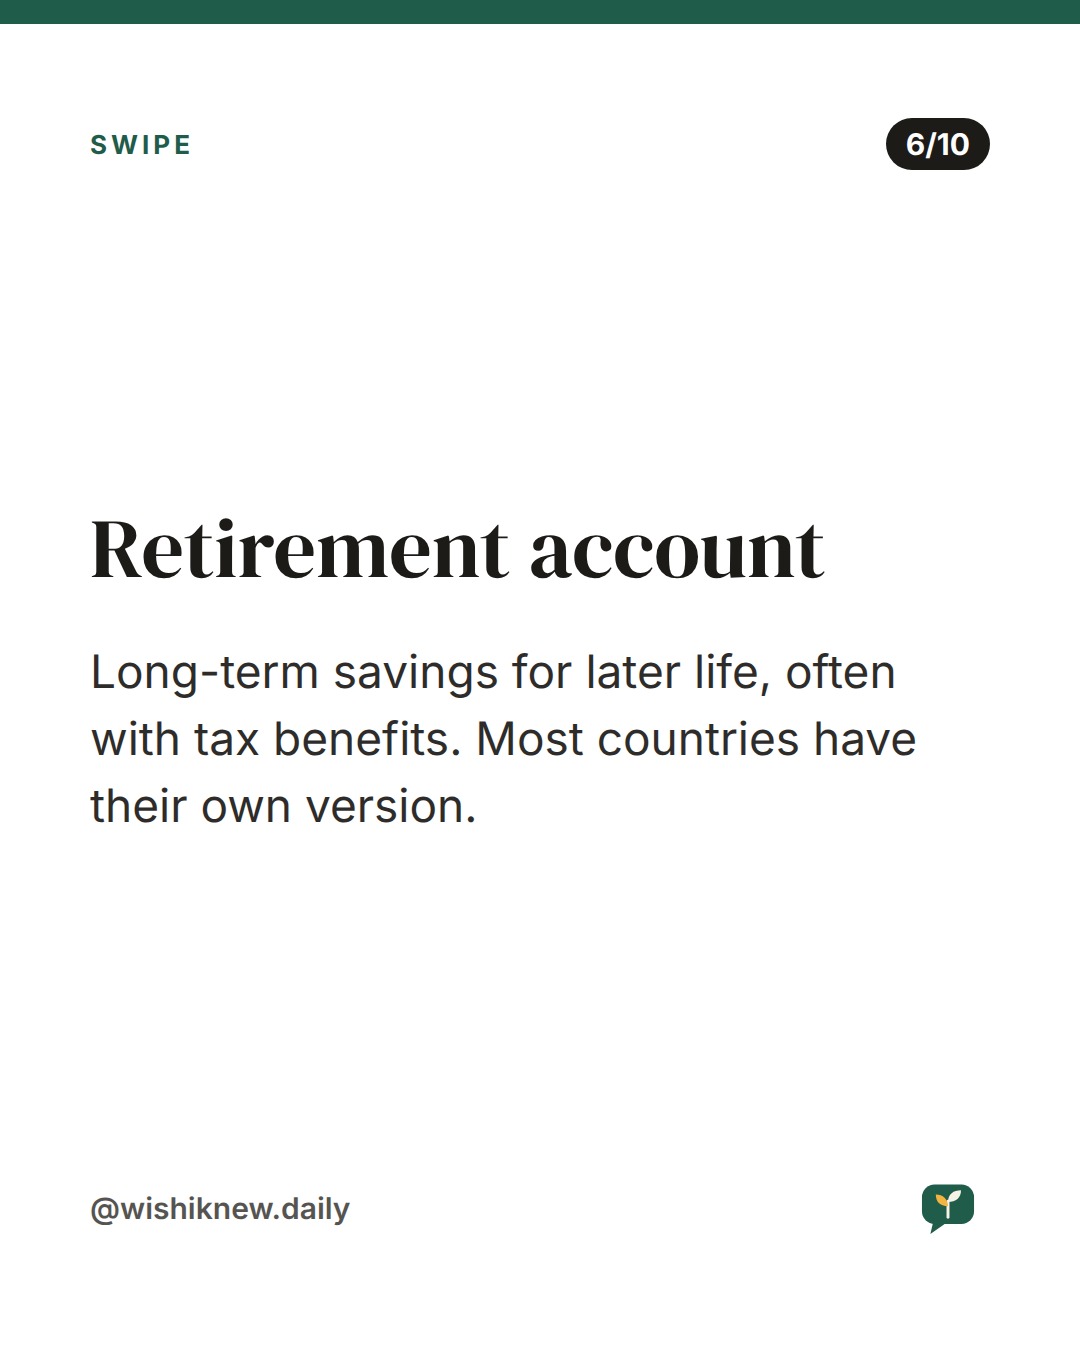 SWIPE
6/10
Retirement account
Long-term savings for later life, often
with tax benefits. Most countries have
their own version.
@wishiknew.daily